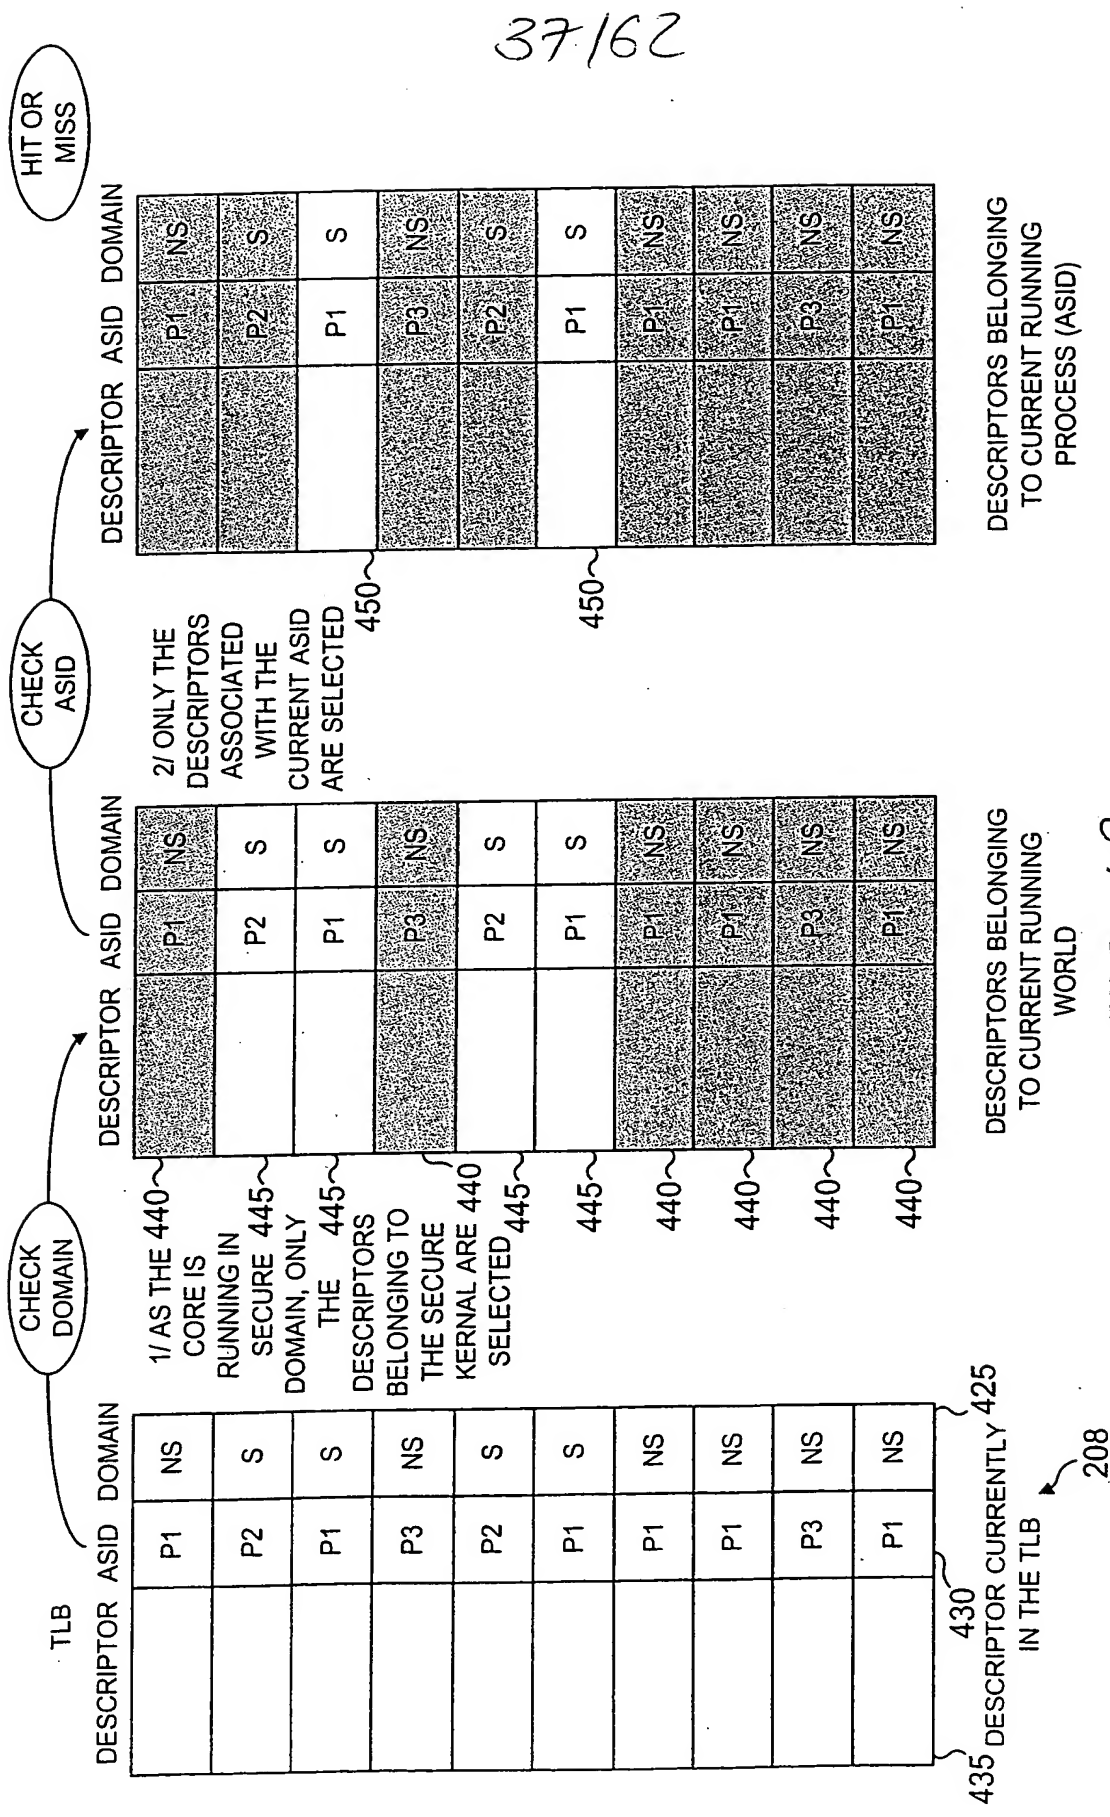 37/62
TLB
CHECK
DOMAIN
CHECK
ASID
HIT OR
MISS
DESCRIPTOR ASID DOMAIN
P1 NS
P2 S
P1 S
P3 NS
P2 S
P1 S
P1 NS
P1 NS
P3 NS
P1 NS
435
430
425
DESCRIPTOR CURRENTLY
IN THE TLB
208
1/ AS THE
CORE IS
RUNNING IN
SECURE
DOMAIN, ONLY
THE
DESCRIPTORS
BELONGING TO
THE SECURE
KERNAL ARE
SELECTED
440
445
445
440
445
445
440
440
440
440
DESCRIPTOR ASID DOMAIN
P1 NS
P2 S
P1 S
P3 NS
P2 S
P1 S
P1 NS
P1 NS
P3 NS
P1 NS
DESCRIPTORS BELONGING
TO CURRENT RUNNING
WORLD
2/ ONLY THE
DESCRIPTORS
ASSOCIATED
WITH THE
CURRENT ASID
ARE SELECTED
450
450
DESCRIPTOR ASID DOMAIN
P1 NS
P2 S
P1 S
P3 NS
P2 S
P1 S
P1 NS
P1 NS
P3 NS
P1 NS
DESCRIPTORS BELONGING
TO CURRENT RUNNING
PROCESS (ASID)